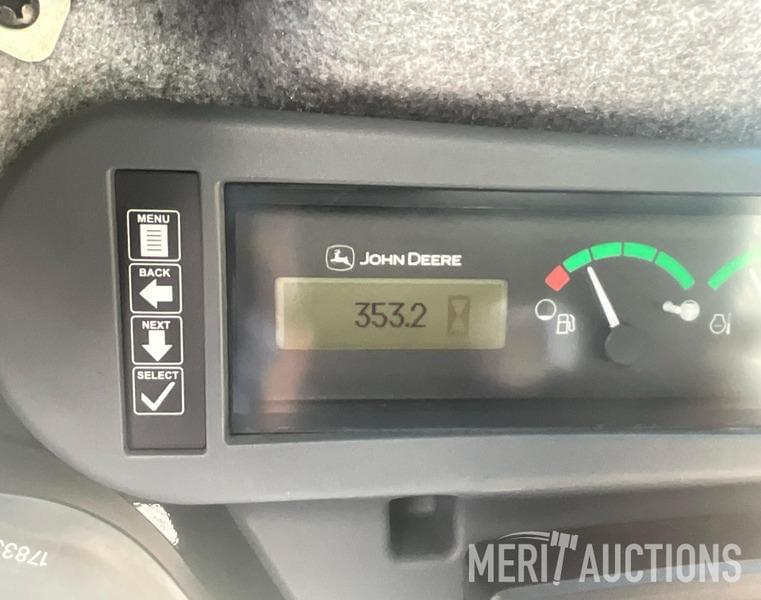 MENU
BACK
NEXT
SELECT
JOHN DEERE
353.2
MERIT AUCTIONS